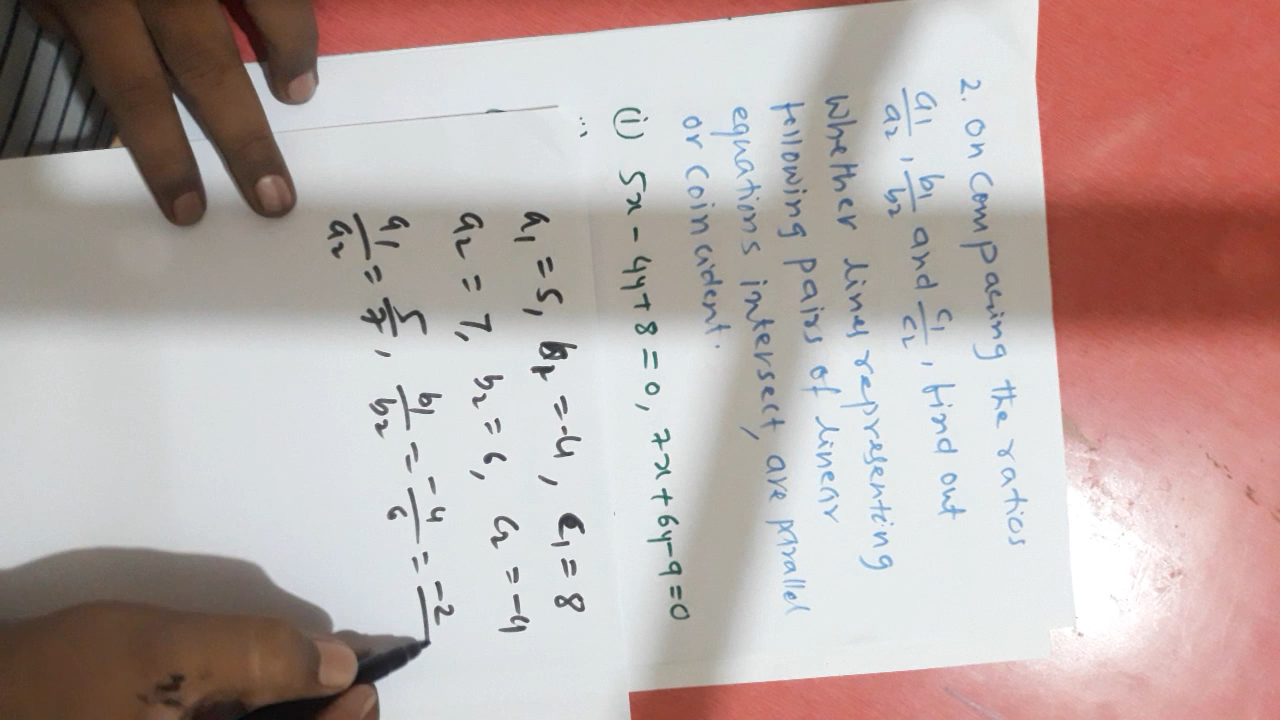 2. on Compacing the ratios
a1/a2, b1/b2 and c1/c2, find out
Whether lines representing
following pairs of linear
equations intersect, are parallel
or coincident.
(i) 5x - 4y + 8 = 0, 7x + 6y - 9 = 0
a1 = 5, b1 = -4, c1 = 8
a2 = 7, b2 = 6, c2 = -9
a1/a2 = 5/7, b1/b2 = -4/6 = -2